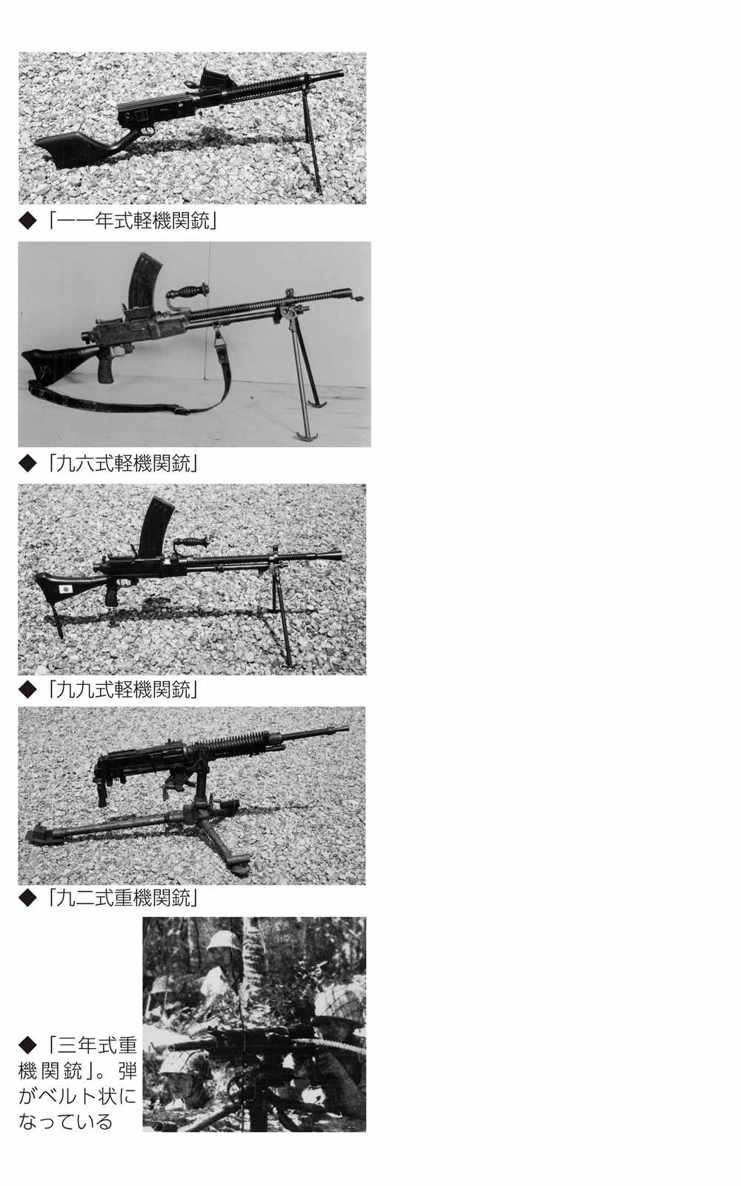 ◆「一一年式軽機関銃」
◆「九六式軽機関銃」
◆「九九式軽機関銃」
◆「九二式重機関銃」
◆「三年式重
機関銃」。弾
がベルト状に
なっている